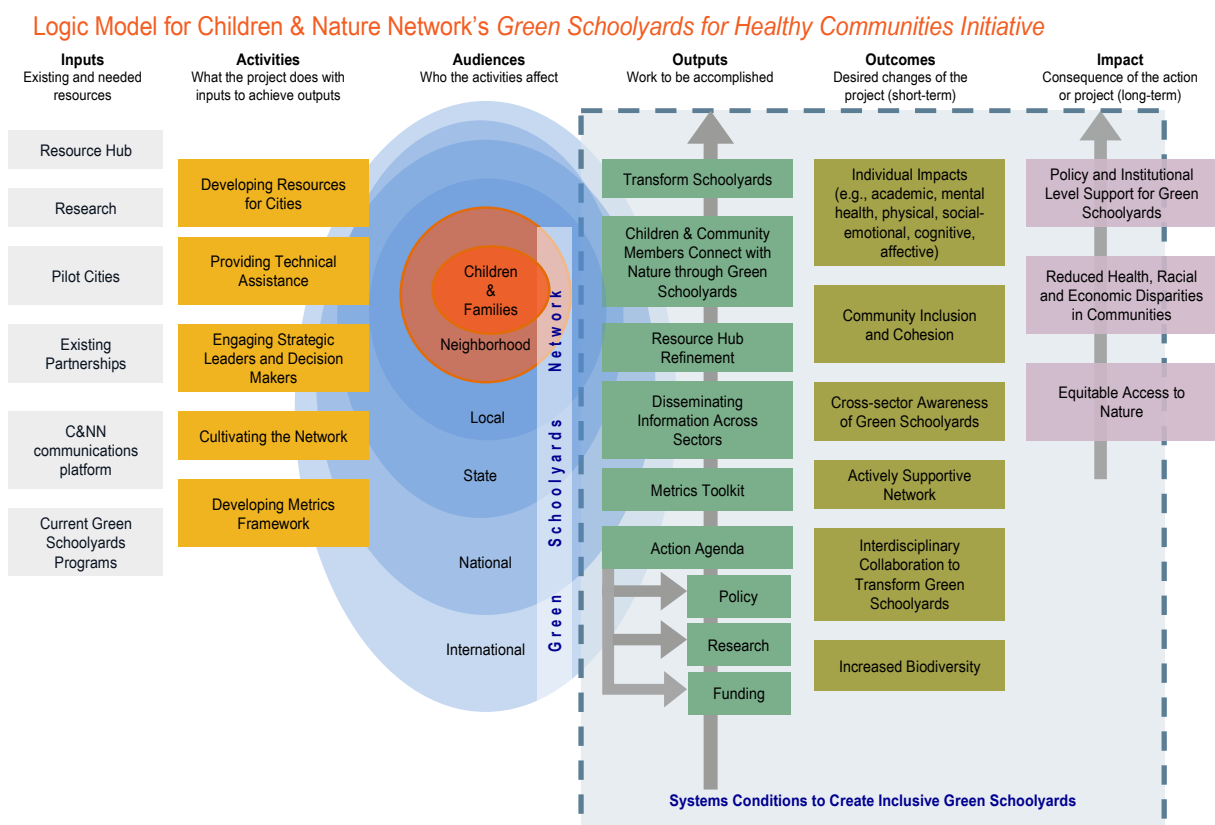 Logic Model for Children & Nature Network's Green Schoolyards for Healthy Communities Initiative
Inputs
Existing and needed
resources
Resource Hub
Research
Pilot Cities
Existing
Partnerships
C&NN
communications
platform
Current Green
Schoolyards
Programs
Activities
What the project does with
inputs to achieve outputs
Developing Resources
for Cities
Providing Technical
Assistance
Engaging Strategic
Leaders and Decision
Makers
Cultivating the Network
Developing Metrics
Framework
Audiences
Who the activities affect
Children
&
Families
Neighborhood
Local
State
National
International
Green Schoolyards Network
Outputs
Work to be accomplished
Transform Schoolyards
Children & Community
Members Connect with
Nature through Green
Schoolyards
Resource Hub
Refinement
Disseminating
Information Across
Sectors
Metrics Toolkit
Action Agenda
Policy
Research
Funding
Outcomes
Desired changes of the
project (short-term)
Individual Impacts
(e.g., academic, mental
health, physical, social-
emotional, cognitive,
affective)
Community Inclusion
and Cohesion
Cross-sector Awareness
of Green Schoolyards
Actively Supportive
Network
Interdisciplinary
Collaboration to
Transform Green
Schoolyards
Increased Biodiversity
Impact
Consequence of the action
or project (long-term)
Policy and Institutional
Level Support for Green
Schoolyards
Reduced Health, Racial
and Economic Disparities
in Communities
Equitable Access to
Nature
Systems Conditions to Create Inclusive Green Schoolyards